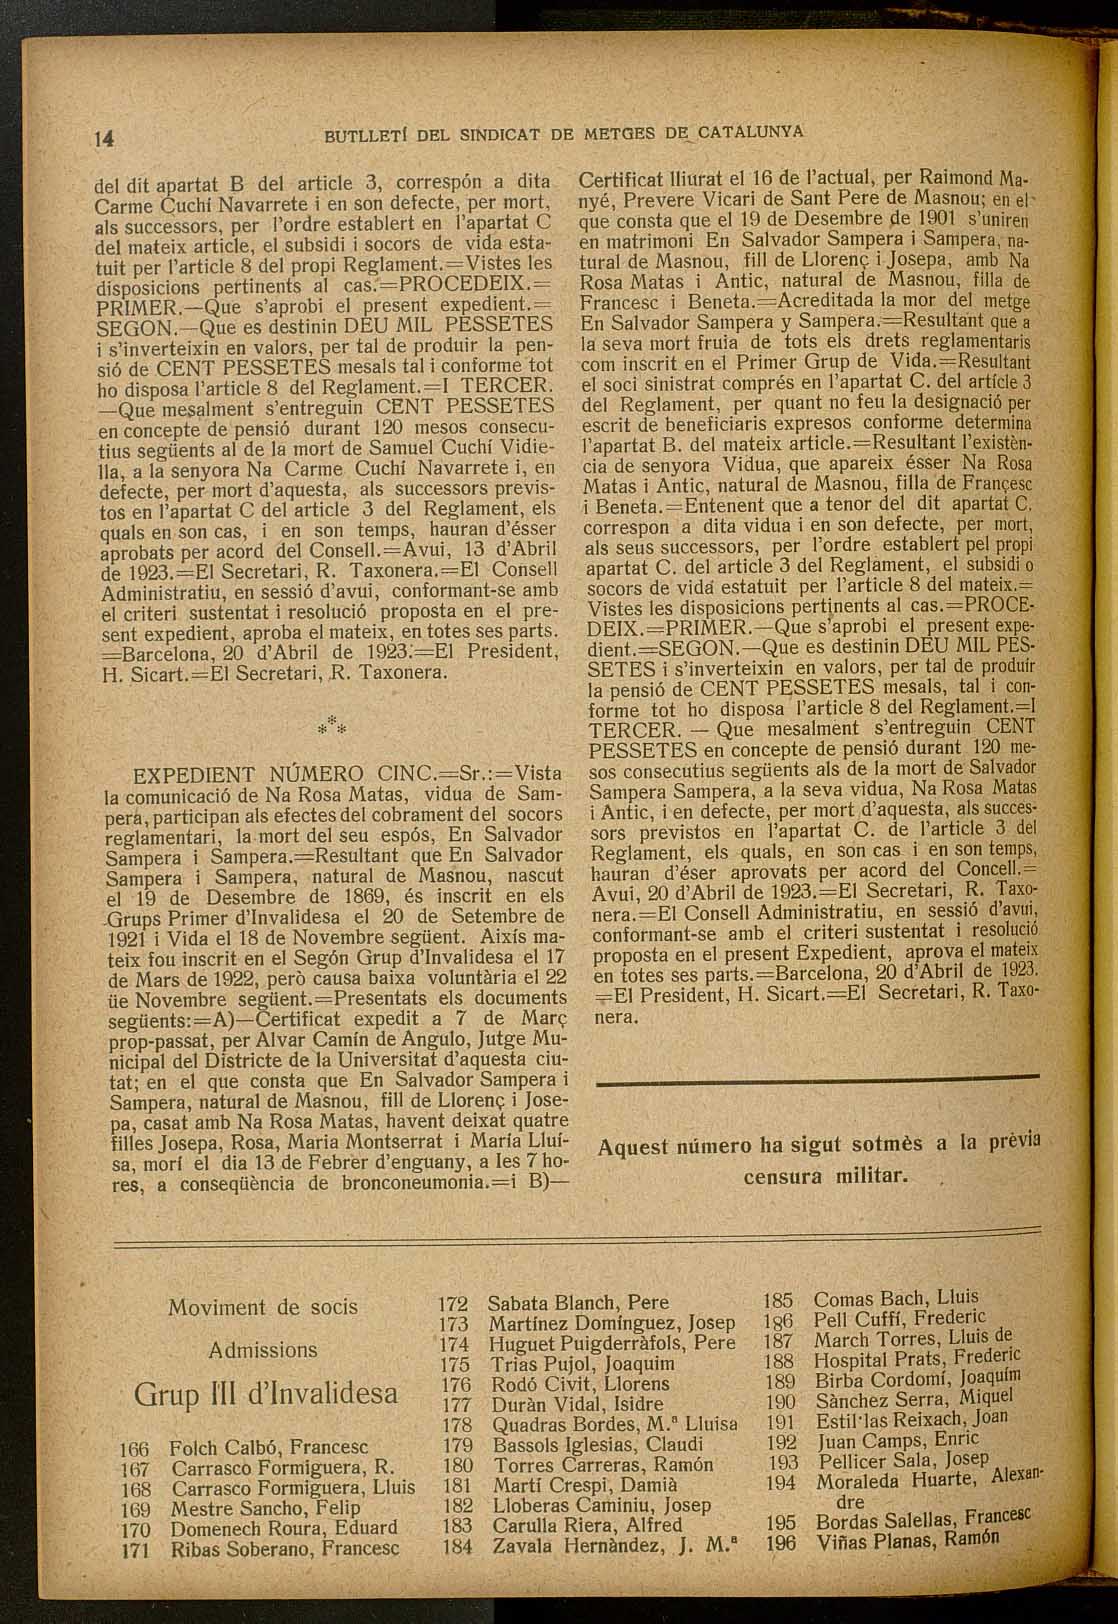 14
BUTLLETÍ DEL SINDICAT DE METGES DE CATALUNYA
del dit apartat B del article 3, correspón a dita
Carme Cuchí Navarrete i en son defecte, per mort,
als successors, per l'ordre establert en l'apartat C
del mateix article, el subsidi i socors de vida esta-
tuit per l'article 8 del propi Reglament.=Vistes les
disposicions pertinents al cas.=PROCEDEIX.=
PRIMER.—Que s'aprobi el present expedient.=
SEGON.—Que es destinin DEU MIL PESSETES
i s'inverteixin en valors, per tal de produir la pen-
sió de CENT PESSETES mesals tal i conforme tot
ho disposa l'article 8 del Reglament.=I TERCER.
—Que mesalment s'entreguin CENT PESSETES
en concepte de pensió durant 120 mesos consecu-
tius següents al de la mort de Samuel Cuchí Vidie-
lla, a la senyora Na Carme Cuchí Navarrete i, en
defecte, per mort d'aquesta, als successors previs-
tos en l'apartat C del article 3 del Reglament, els
quals en son cas, i en son temps, hauran d'ésser
aprobats per acord del Consell.=Avui, 13 d'Abril
de 1923.=El Secretari, R. Taxonera.=El Consell
Administratiu, en sessió d'avui, conformant-se amb
el criteri sustentat i resolució proposta en el pre-
sent expedient, aproba el mateix, en totes ses parts.
=Barcelona, 20 d'Abril de 1923.=El President,
H. Sicart.=El Secretari, R. Taxonera.
***
EXPEDIENT NÚMERO CINC.=Sr.:=Vista
la comunicació de Na Rosa Matas, vidua de Sam-
pera, participan als efectes del cobrament del socors
reglamentari, la mort del seu espós, En Salvador
Sampera i Sampera.=Resultant que En Salvador
Sampera i Sampera, natural de Masnou, nascut
el 19 de Desembre de 1869, és inscrit en els
Grups Primer d'Invalidesa el 20 de Setembre de
1921 i Vida el 18 de Novembre següent. Aixís ma-
teix fou inscrit en el Segón Grup d'Invalidesa el 17
de Mars de 1922, però causa baixa voluntària el 22
üe Novembre següent.=Presentats els documents
següents:=A)—Certificat expedit a 7 de Març
prop-passat, per Alvar Camín de Angulo, Jutge Mu-
nicipal del Districte de la Universitat d'aquesta ciu-
tat; en el que consta que En Salvador Sampera i
Sampera, natural de Masnou, fill de Llorenç i Jose-
pa, casat amb Na Rosa Matas, havent deixat quatre
filles Josepa, Rosa, Maria Montserrat i María Lluí-
sa, morí el dia 13 de Febrer d'enguany, a les 7 ho-
res, a conseqüència de bronconeumonia.=i B)—
Certificat lliurat el 16 de l'actual, per Raimond Ma-
nyé, Prevere Vicari de Sant Pere de Masnou; en el
que consta que el 19 de Desembre de 1901 s'uniren
en matrimoni En Salvador Sampera i Sampera, na-
tural de Masnou, fill de Llorenç i Josepa, amb Na
Rosa Matas i Antic, natural de Masnou, filla de
Francesc i Beneta.=Acreditada la mor del metge
En Salvador Sampera y Sampera.=Resultant que a
la seva mort fruia de tots els drets reglamentaris
com inscrit en el Primer Grup de Vida.=Resultant
el soci sinistrat comprés en l'apartat C. del artícle 3
del Reglament, per quant no feu la designació per
escrit de beneficiaris expresos conforme determina
l'apartat B. del mateix article.=Resultant l'existèn-
cia de senyora Vidua, que apareix ésser Na Rosa
Matas i Antic, natural de Masnou, filla de Françesc
i Beneta.=Entenent que a tenor del dit apartat C.
correspon a dita vidua i en son defecte, per mort,
als seus successors, per l'ordre establert pel propi
apartat C. del article 3 del Reglament, el subsidi o
socors de vida estatuit per l'article 8 del mateix.=
Vistes les disposicions pertinents al cas.=PROCE-
DEIX.=PRIMER.—Que s'aprobi el present expe-
dient.=SEGON.—Que es destinin DEU MIL PES-
SETES i s'inverteixin en valors, per tal de produir
la pensió de CENT PESSETES mesals, tal i con-
forme tot ho disposa l'article 8 del Reglament.=I
TERCER. — Que mesalment s'entreguin CENT
PESSETES en concepte de pensió durant 120 me-
sos consecutius següents als de la mort de Salvador
Sampera Sampera, a la seva vidua, Na Rosa Matas
i Antic, i en defecte, per mort d'aquesta, als succes-
sors previstos en l'apartat C. de l'article 3 del
Reglament, els quals, en son cas i en son temps,
hauran d'éser aprovats per acord del Concell.=
Avui, 20 d'Abril de 1923.=El Secretari, R. Taxo-
nera.=El Consell Administratiu, en sessió d'avui,
conformant-se amb el criteri sustentat i resolució
proposta en el present Expedient, aprova el mateix
en totes ses parts.=Barcelona, 20 d'Abril de 1923.
=El President, H. Sicart.=El Secretari, R. Taxo-
nera.
Aquest número ha sigut sotmès a la prèvia
censura militar.
Moviment de socis
Admissions
Grup III d'Invalidesa
166 Folch Calbó, Francesc
167 Carrasco Formiguera, R.
168 Carrasco Formiguera, Lluis
169 Mestre Sancho, Felip
170 Domenech Roura, Eduard
171 Ribas Soberano, Francesc
172 Sabata Blanch, Pere
173 Martínez Domínguez, Josep
174 Huguet Puigderràfols, Pere
175 Trias Pujol, Joaquim
176 Rodó Civit, Llorens
177 Duràn Vidal, Isidre
178 Quadras Bordes, M.ª Lluisa
179 Bassols Iglesias, Claudi
180 Torres Carreras, Ramón
181 Martí Crespi, Damià
182 Lloberas Caminiu, Josep
183 Carulla Riera, Alfred
184 Zavala Hernàndez, J. M.ª
185 Comas Bach, Lluis
186 Pell Cuffí, Frederic
187 March Torres, Lluis de
188 Hospital Prats, Frederic
189 Birba Cordomí, Joaquím
190 Sànchez Serra, Miquel
191 Estil·las Reixach, Joan
192 Juan Camps, Enric
193 Pellicer Sala, Josep
194 Moraleda Huarte, Alexan-
dre
195 Bordas Salellas, Francesc
196 Viñas Planas, Ramón